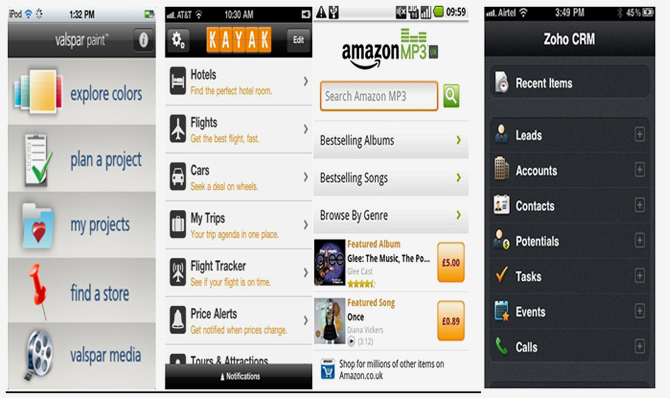 iPod 1:32 PM
valspar paint™
explore colors
plan a project
my projects
find a store
valspar media
AT&T 10:30 AM
KAYAK
Edit
Hotels
Find the perfect hotel room.
Flights
Get the best flight, fast.
Cars
Seek a deal on wheels.
My Trips
Your trip agenda in one place.
Flight Tracker
See if your flight is on time.
Price Alerts
Get notified when prices change.
Tours & Attractions
Notifications
09:59
amazonMP3
Search Amazon MP3
Bestselling Albums
Bestselling Songs
Browse By Genre
Featured Album
Glee: The Music, The Po...
Glee Cast
£5.00
glee
Featured Song
Once
Diana Vickers
(3:12)
£0.89
Shop for millions of other items on
Amazon.co.uk
Airtel 3:49 PM 45%
Zoho CRM
Recent Items
Leads
Accounts
Contacts
Potentials
Tasks
Events
Calls